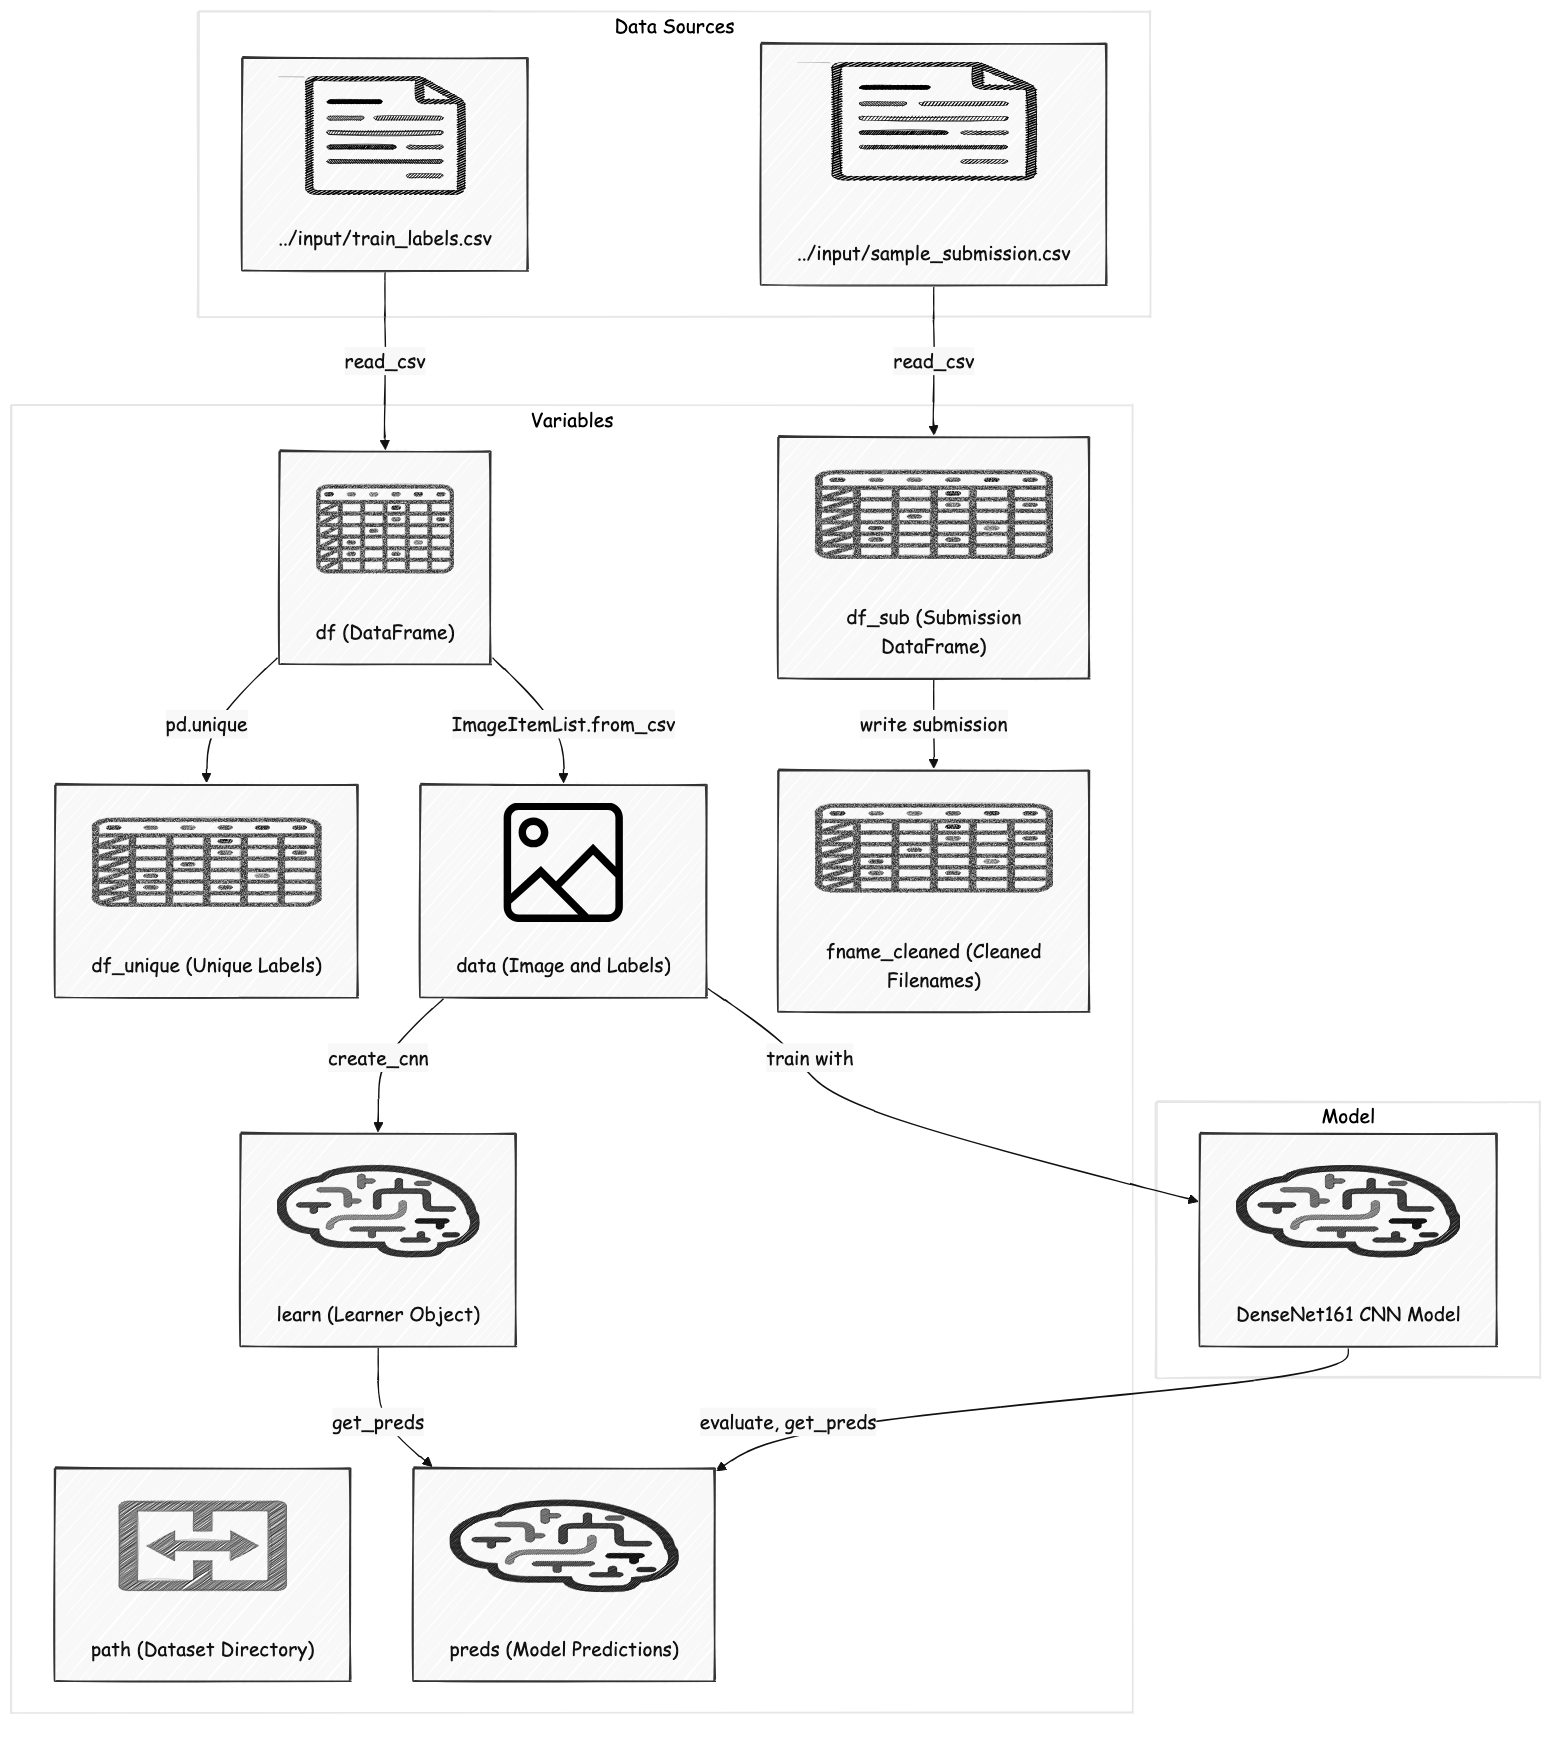 Data Sources
../input/train_labels.csv
../input/sample_submission.csv
read_csv
read_csv
Variables
df (DataFrame)
df_sub (Submission
DataFrame)
pd.unique
ImageItemList.from_csv
write submission
df_unique (Unique Labels)
data (Image and Labels)
fname_cleaned (Cleaned
Filenames)
create_cnn
train with
Model
learn (Learner Object)
DenseNet161 CNN Model
get_preds
evaluate, get_preds
path (Dataset Directory)
preds (Model Predictions)